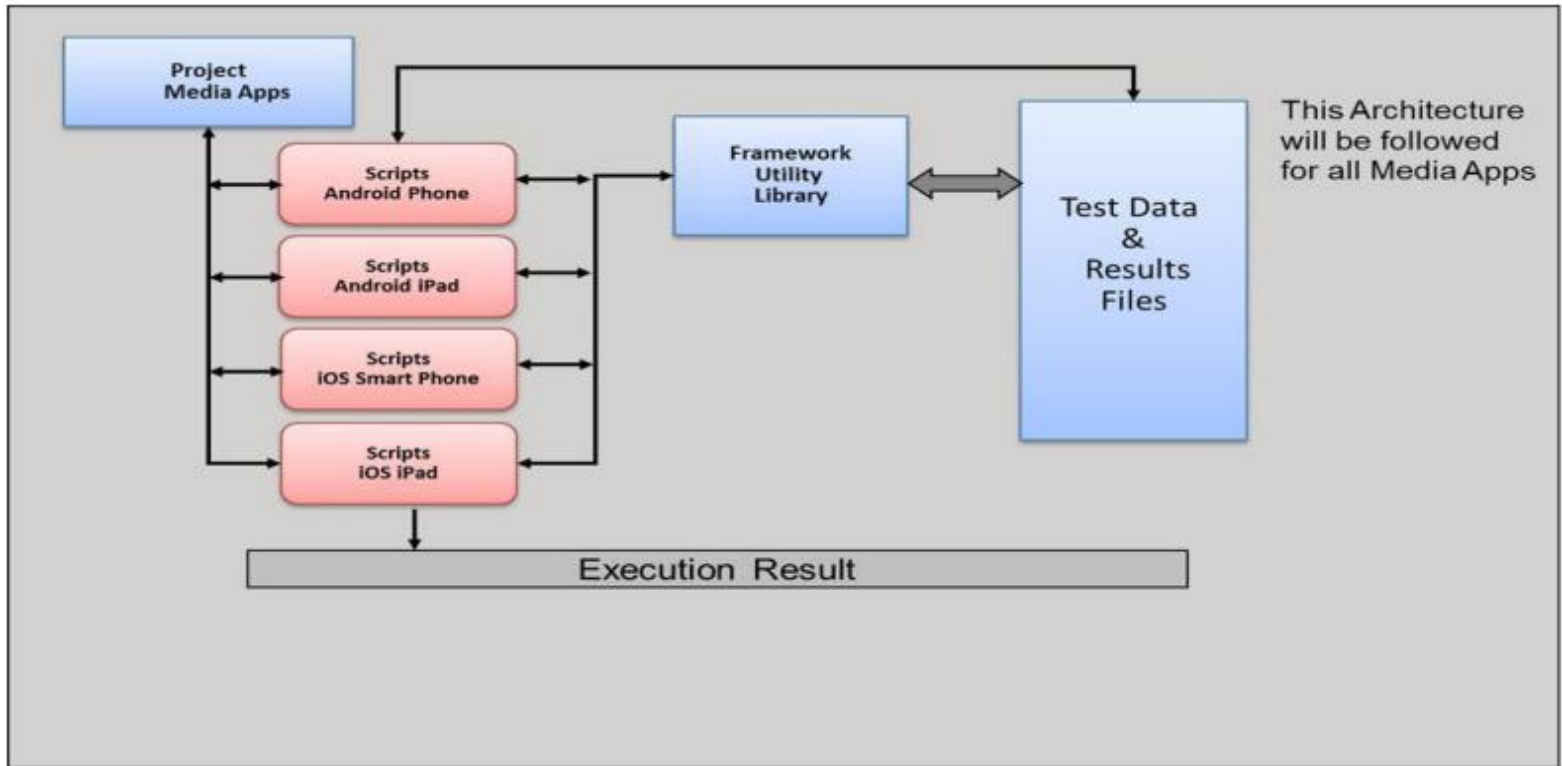 Project
Media Apps
Scripts
Android Phone
Scripts
Android iPad
Scripts
iOS Smart Phone
Scripts
iOS iPad
Framework
Utility
Library
Test Data
&
Results
Files
This Architecture
will be followed
for all Media Apps
Execution Result